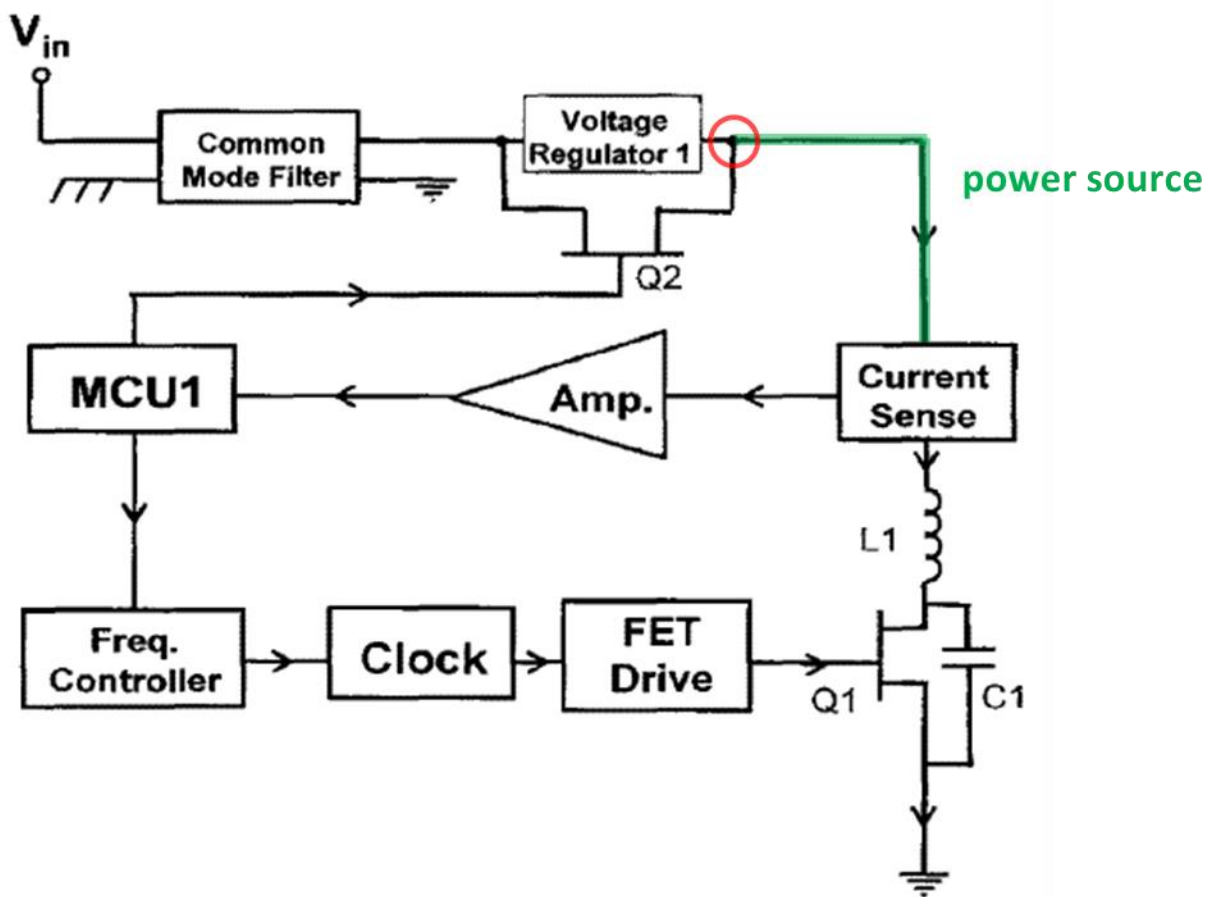 Vin
Common
Mode Filter
Voltage
Regulator 1
power source
Q2
MCU1
Amp.
Current
Sense
L1
Freq.
Controller
Clock
FET
Drive
Q1
C1